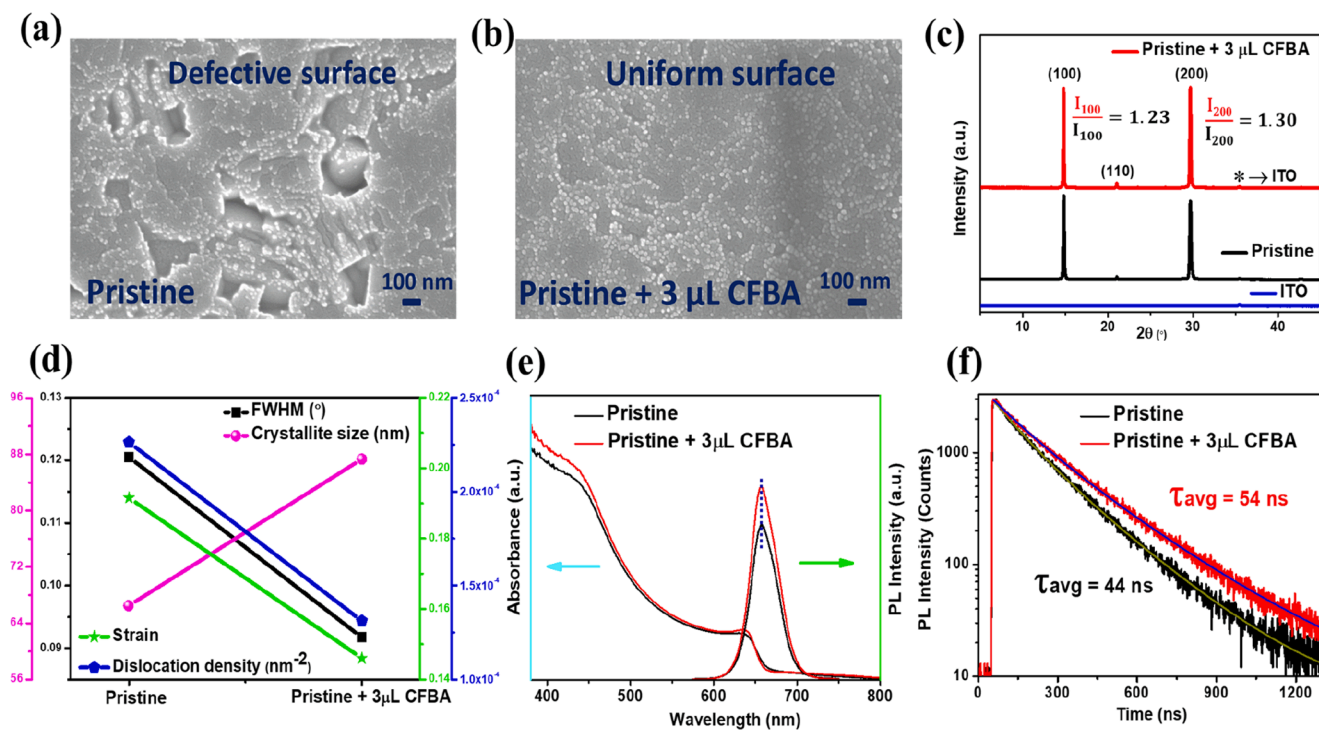 (a)
Defective surface
Pristine
100 nm
(b)
Uniform surface
Pristine + 3 µL CFBA
100 nm
(c)
Pristine + 3 µL CFBA
(100)
(200)
I100/I100 = 1.23
I200/I200 = 1.30
(110)
* → ITO
Pristine
ITO
Intensity (a.u.)
10 20 30 40
2θ (°)
(d)
96
88
80
72
64
56
0.13
0.12
0.11
0.10
0.09
FWHM (°)
Crystallite size (nm)
Strain
Dislocation density (nm-2)
0.22
0.20
0.18
0.16
0.14
2.5x10-4
2.0x10-4
1.5x10-4
1.0x10-4
Pristine
Pristine + 3µL CFBA
(e)
Pristine
Pristine + 3µL CFBA
Absorbance (a.u.)
PL Intensity (a.u.)
400 500 600 700 800
Wavelength (nm)
(f)
Pristine
Pristine + 3µL CFBA
τavg = 54 ns
τavg = 44 ns
PL Intensity (Counts)
1000
100
10
0 300 600 900 1200
Time (ns)